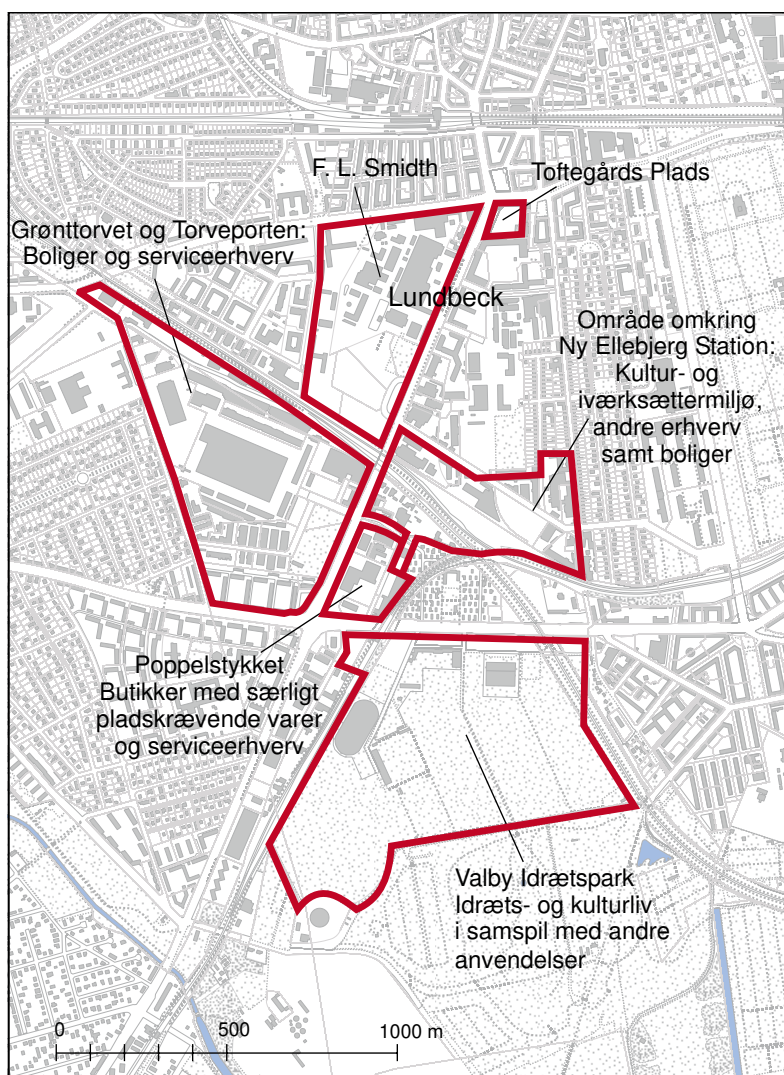 F. L. Smidth
Toftegårds Plads
Grønttorvet og Torveporten:
Boliger og serviceerhverv
Lundbeck
Område omkring
Ny Ellebjerg Station:
Kultur- og
iværksættermiljø,
andre erhverv
samt boliger
Poppelstykket
Butikker med særligt
pladskrævende varer
og serviceerhverv
Valby Idrætspark
Idræts- og kulturliv
i samspil med andre
anvendelser
0 500 1000 m